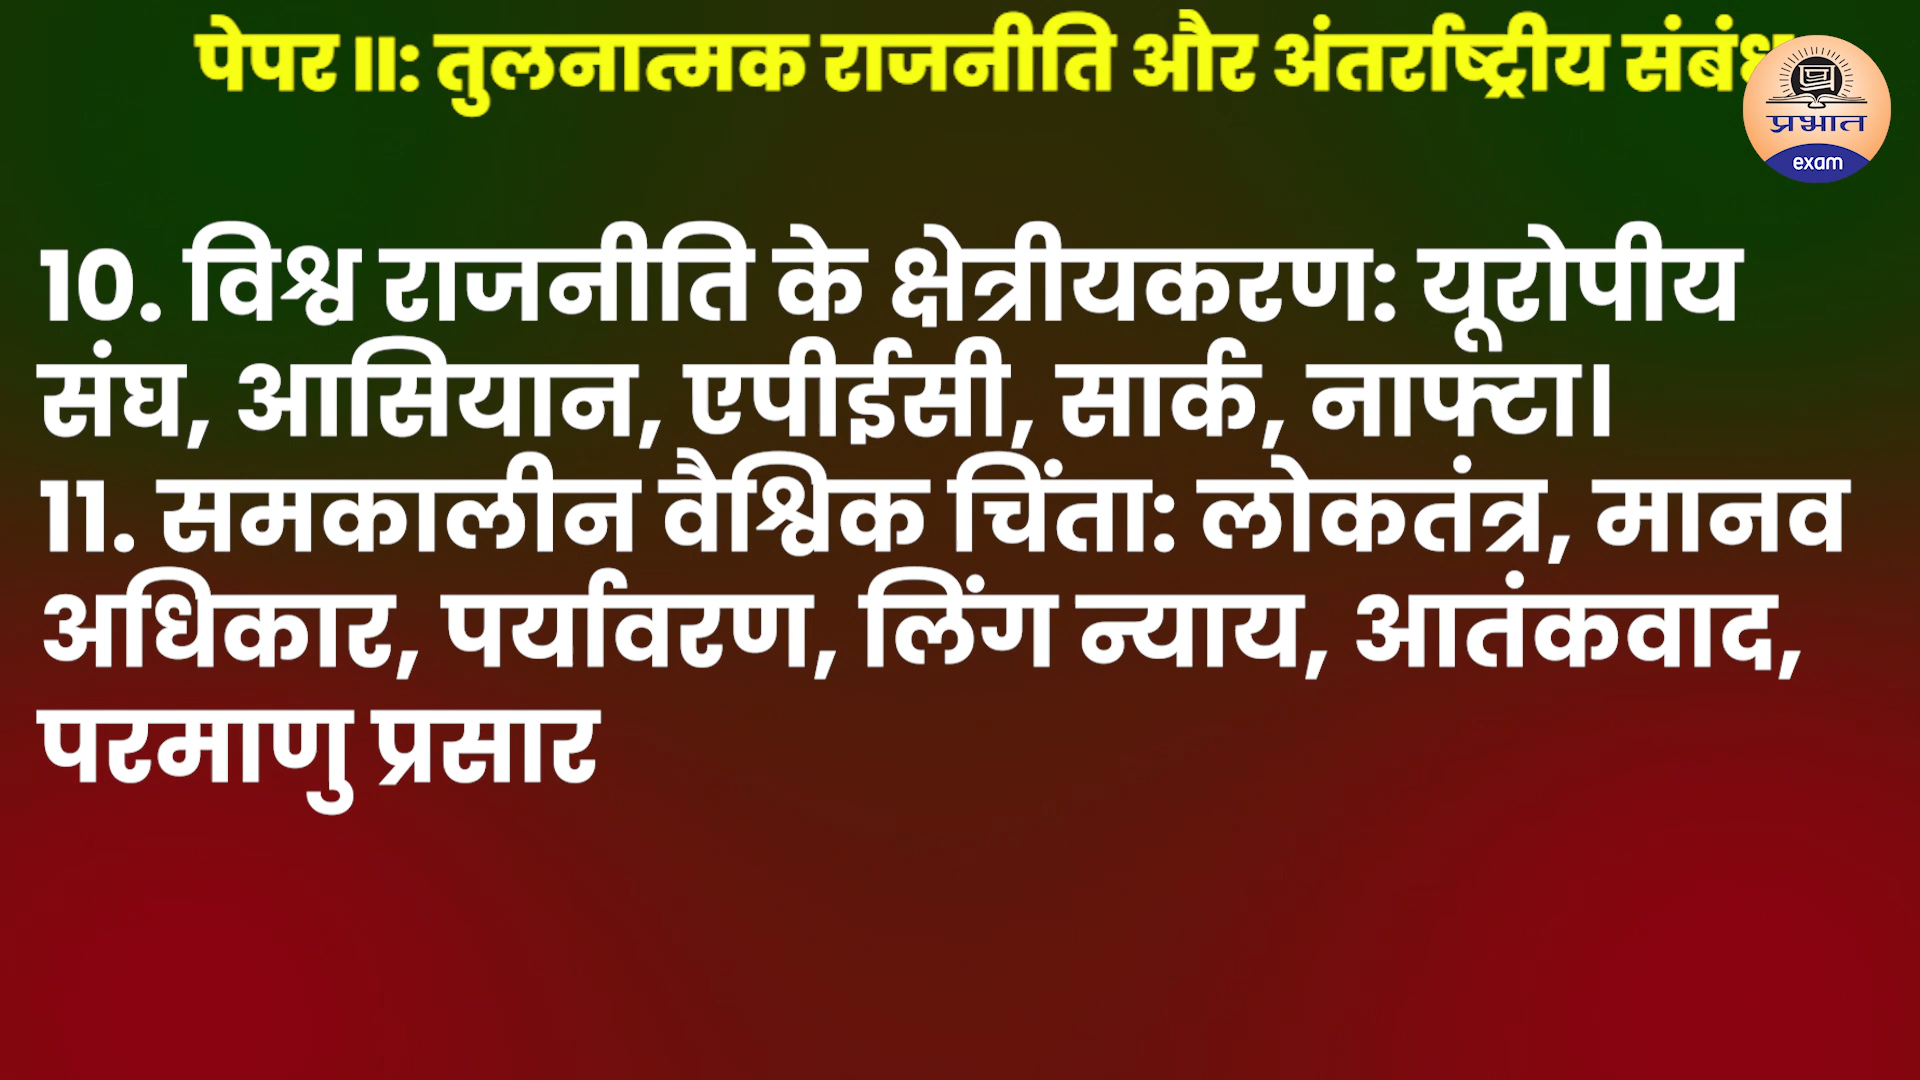 पेपर II: तुलनात्मक राजनीति और अंतर्राष्ट्रीय संबंध
प्रभात
exam
10. विश्व राजनीति के क्षेत्रीयकरण: यूरोपीय
संघ, आसियान, एपीईसी, सार्क, नाफ्टा।
11. समकालीन वैश्विक चिंता: लोकतंत्र, मानव
अधिकार, पर्यावरण, लिंग न्याय, आतंकवाद,
परमाणु प्रसार